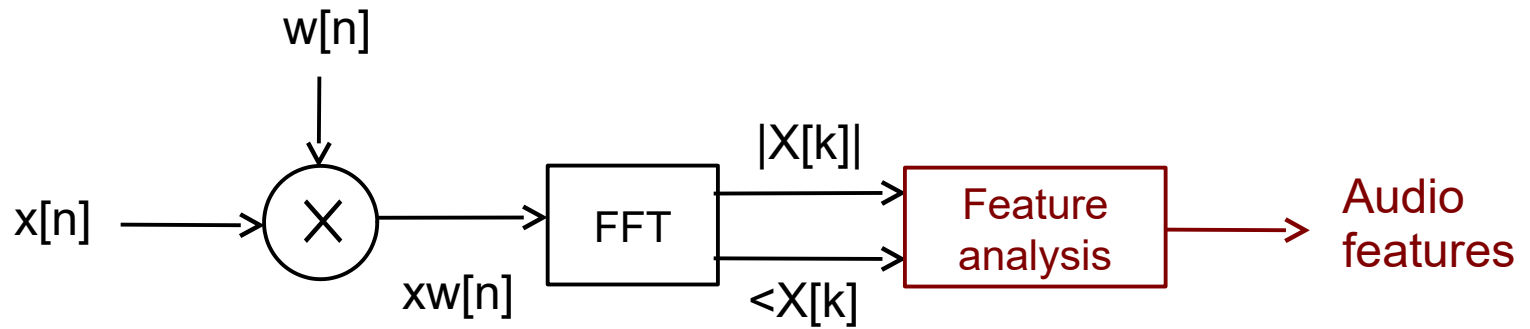 w[n]
x[n]
X
xw[n]
FFT
|X[k]|
<X[k]
Feature
analysis
Audio
features